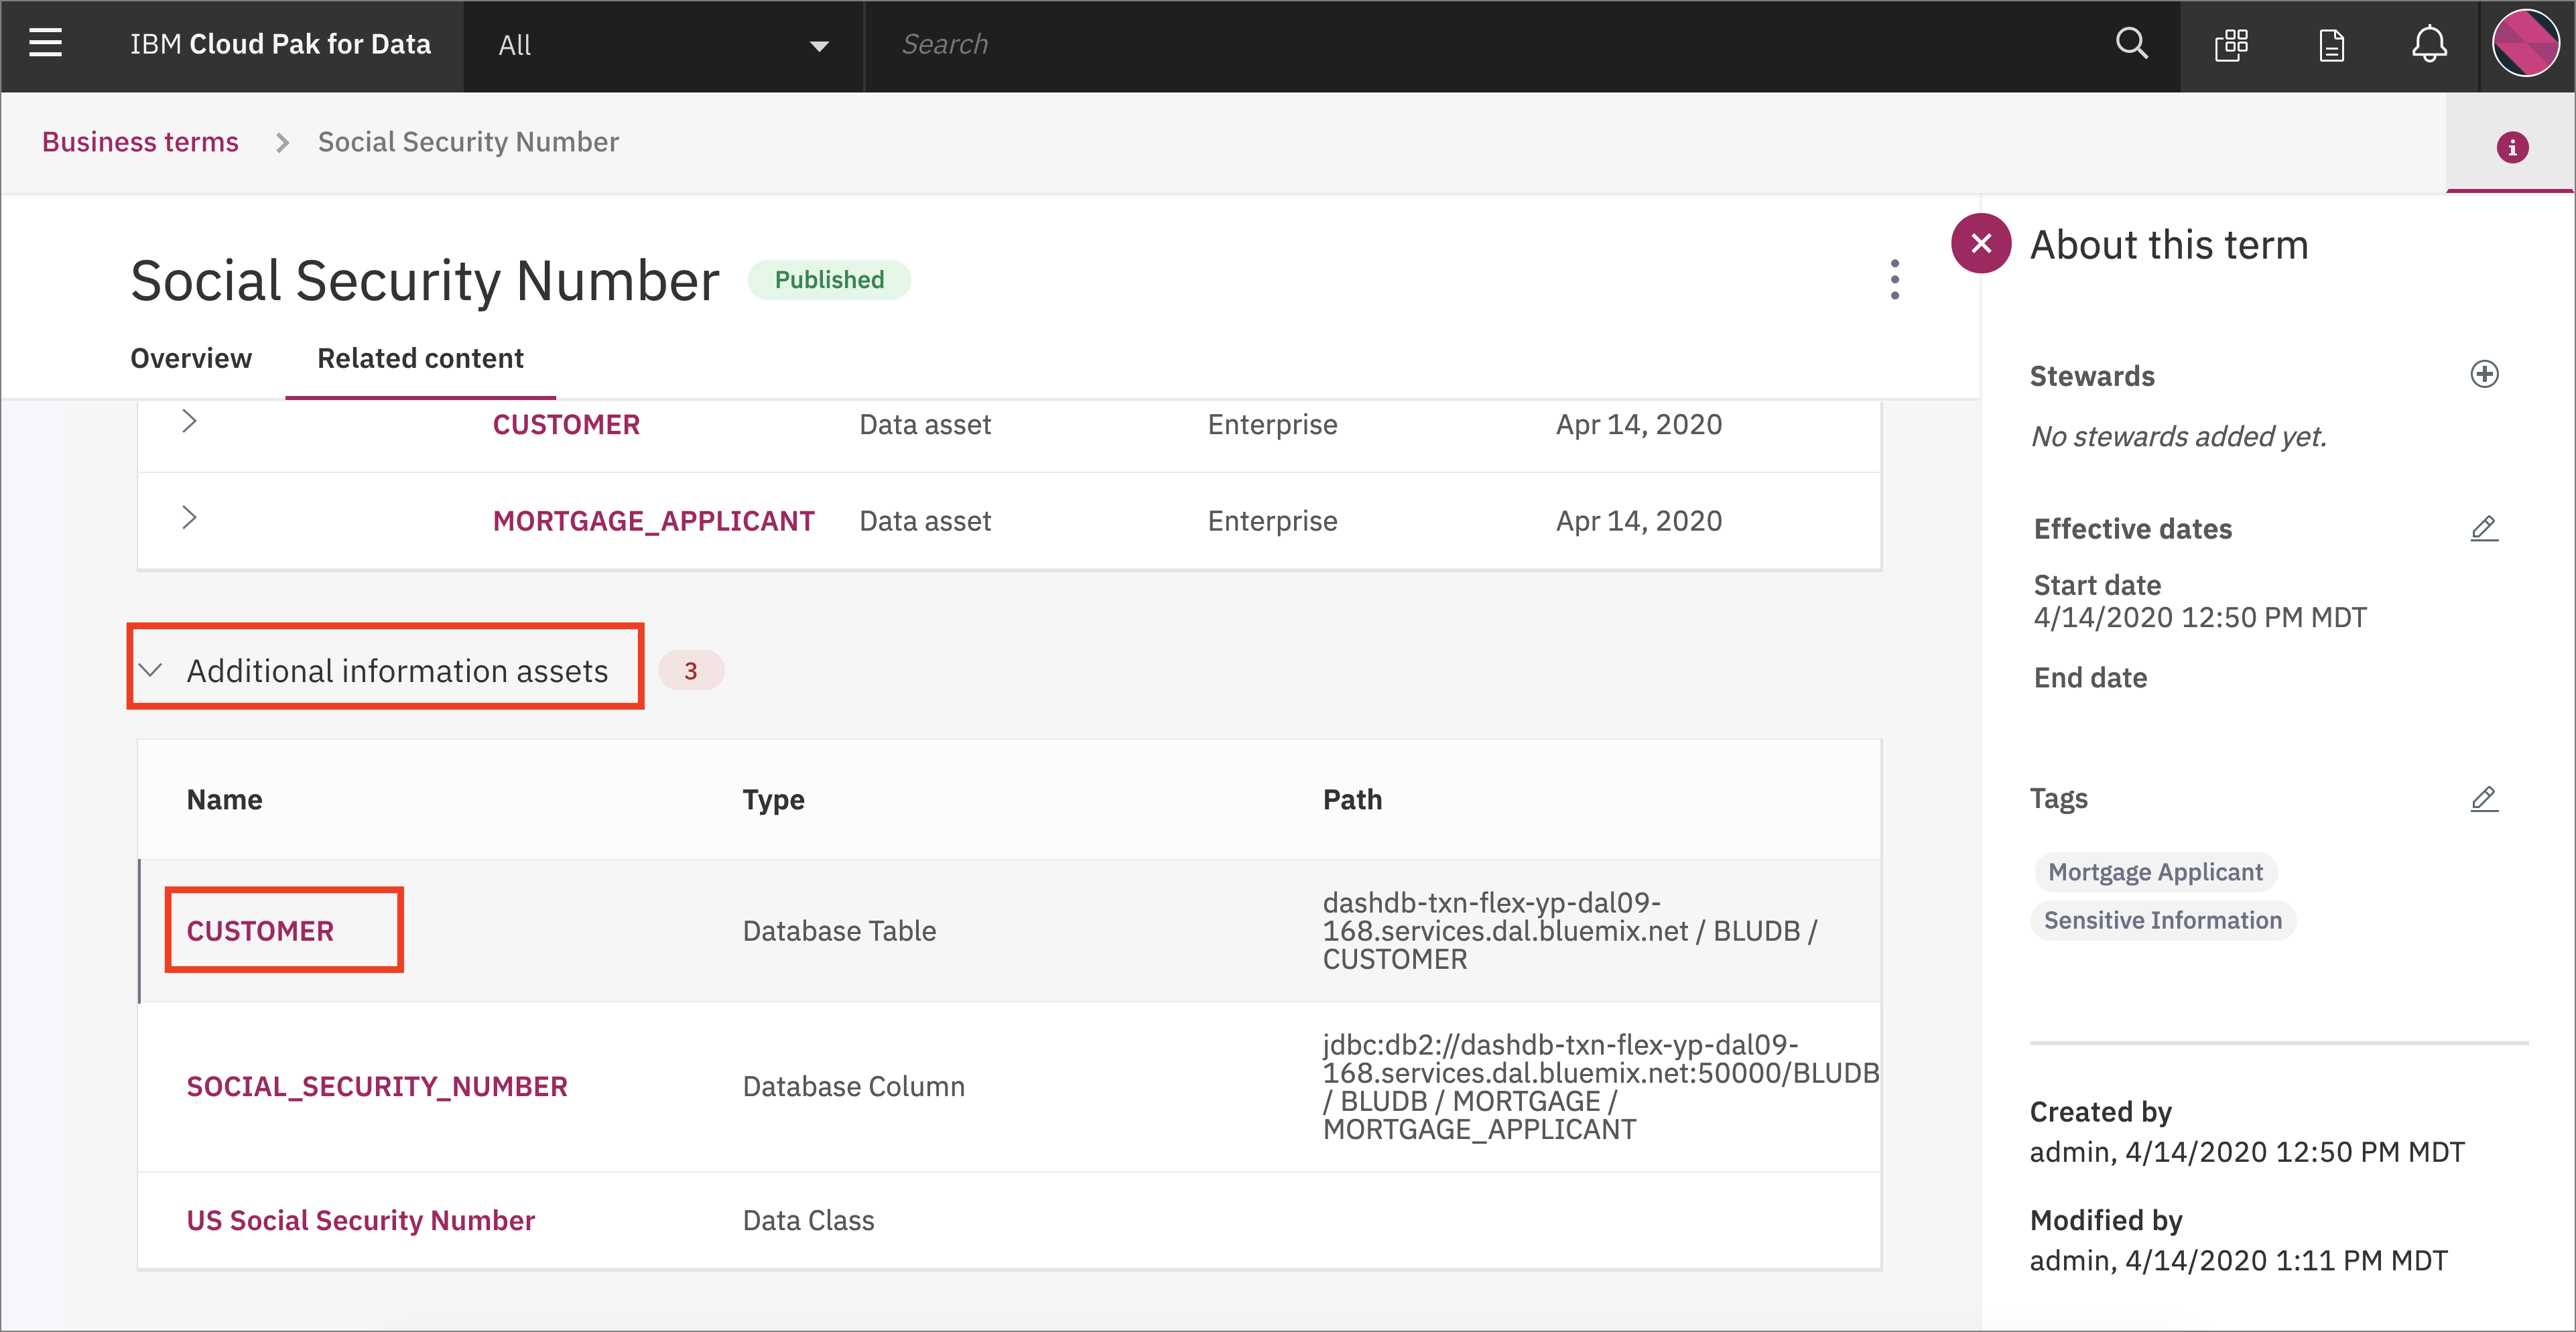 IBM Cloud Pak for Data
All
Search
Business terms
Social Security Number
Social Security Number
Published
Overview
Related content
CUSTOMER Data asset Enterprise Apr 14, 2020
MORTGAGE_APPLICANT Data asset Enterprise Apr 14, 2020
Additional information assets 3
Name Type Path
CUSTOMER Database Table
dashdb-txn-flex-yp-dal09-
168.services.dal.bluemix.net / BLUDB /
CUSTOMER
SOCIAL_SECURITY_NUMBER Database Column
jdbc:db2://dashdb-txn-flex-yp-dal09-
168.services.dal.bluemix.net:50000/BLUDB
/ BLUDB / MORTGAGE /
MORTGAGE_APPLICANT
US Social Security Number Data Class
About this term
Stewards
No stewards added yet.
Effective dates
Start date
4/14/2020 12:50 PM MDT
End date
Tags
Mortgage Applicant
Sensitive Information
Created by
admin, 4/14/2020 12:50 PM MDT
Modified by
admin, 4/14/2020 1:11 PM MDT